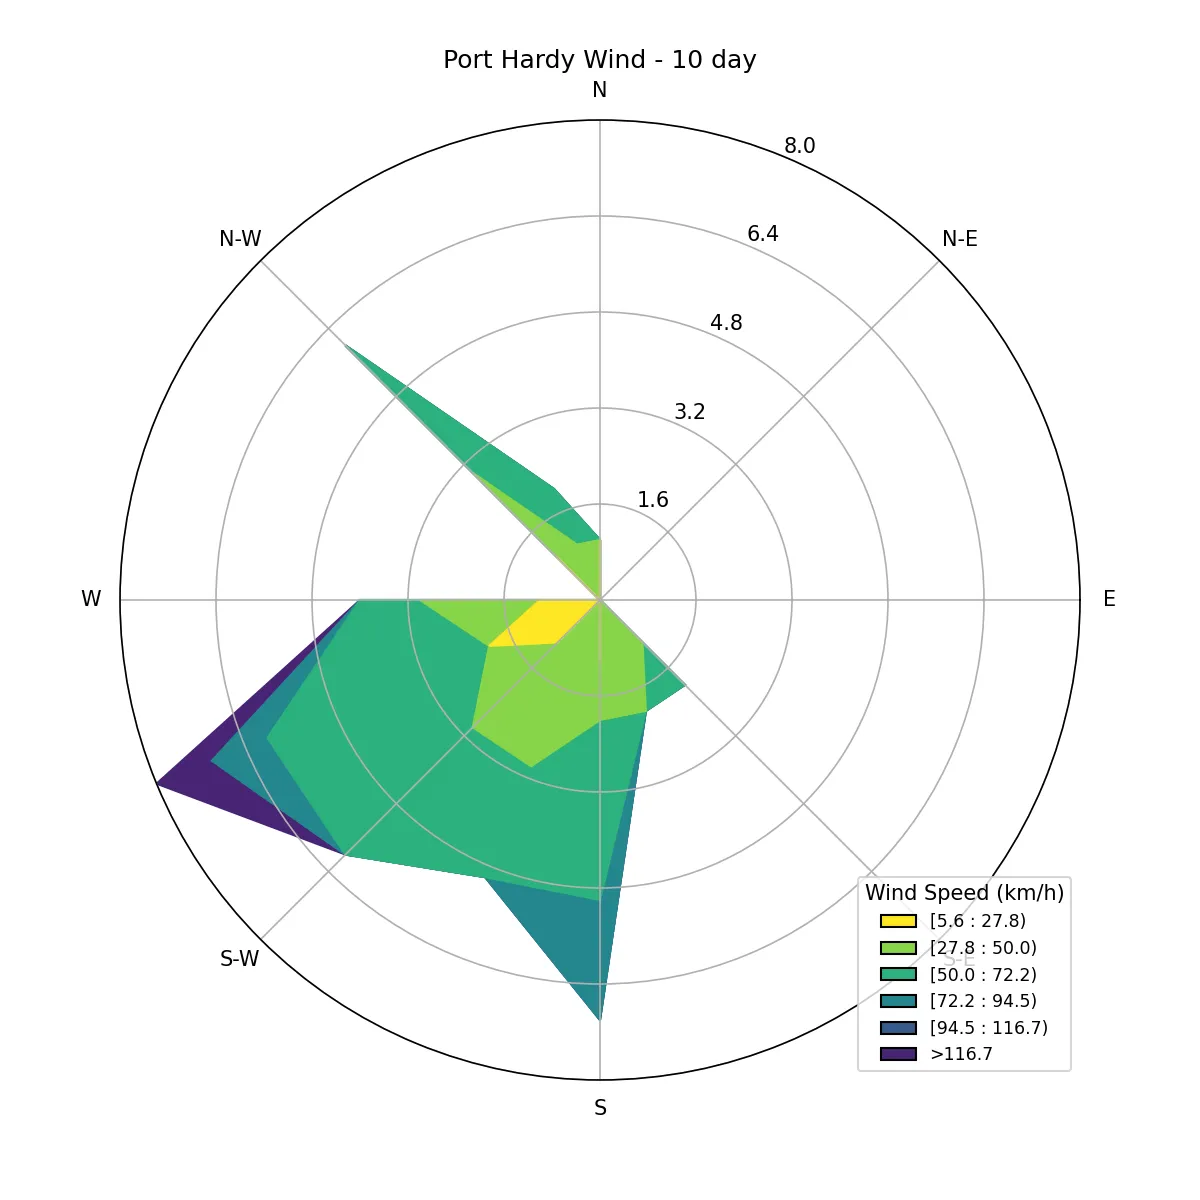 Port Hardy Wind - 10 day
N
8.0
N-W
N-E
6.4
4.8
3.2
1.6
W
E
S-W
S-E
S
Wind Speed (km/h)
[5.6 : 27.8)
[27.8 : 50.0)
[50.0 : 72.2)
[72.2 : 94.5)
[94.5 : 116.7)
>116.7